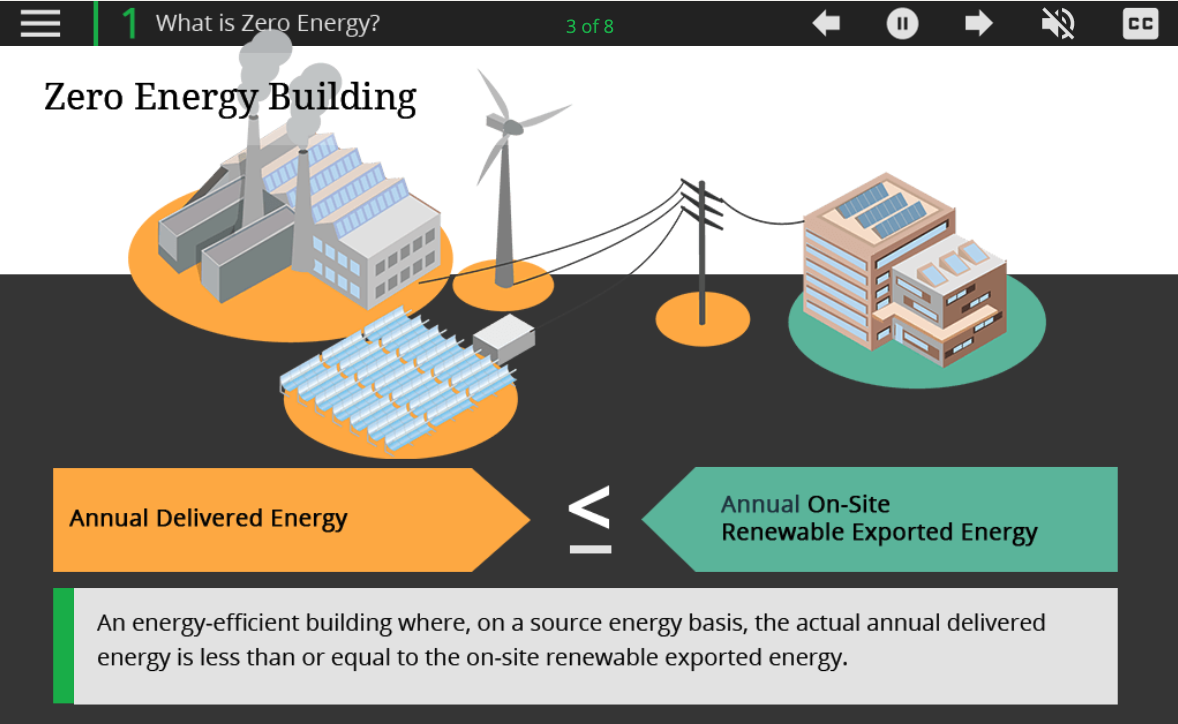 1 What is Zero Energy?
3 of 8
CC
Zero Energy Building
Annual Delivered Energy
≤
Annual On-Site
Renewable Exported Energy
An energy-efficient building where, on a source energy basis, the actual annual delivered
energy is less than or equal to the on-site renewable exported energy.